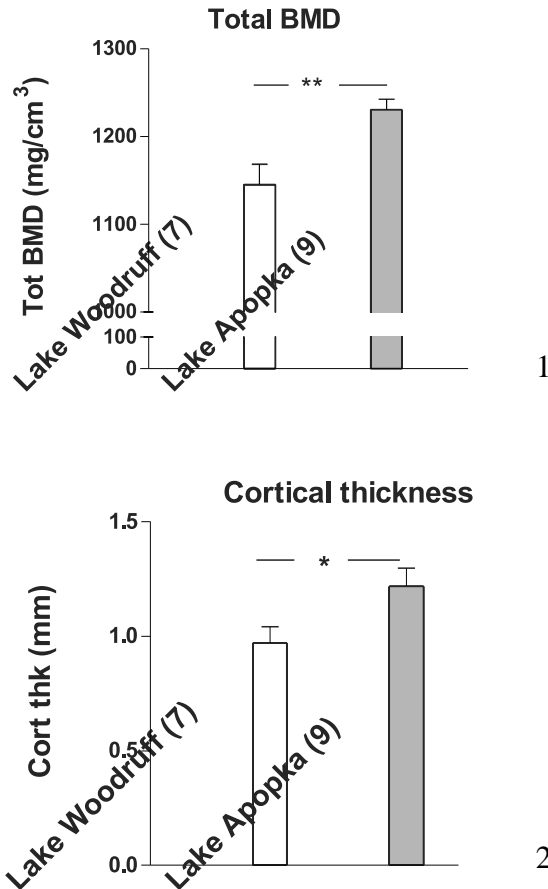 Total BMD
Tot BMD (mg/cm³)
1300
1200
1100
1000
100
0
**
Lake Woodruff (7)
Lake Apopka (9)
1
Cortical thickness
Cort thk (mm)
1.5
1.0
0.5
0.0
*
Lake Woodruff (7)
Lake Apopka (9)
2